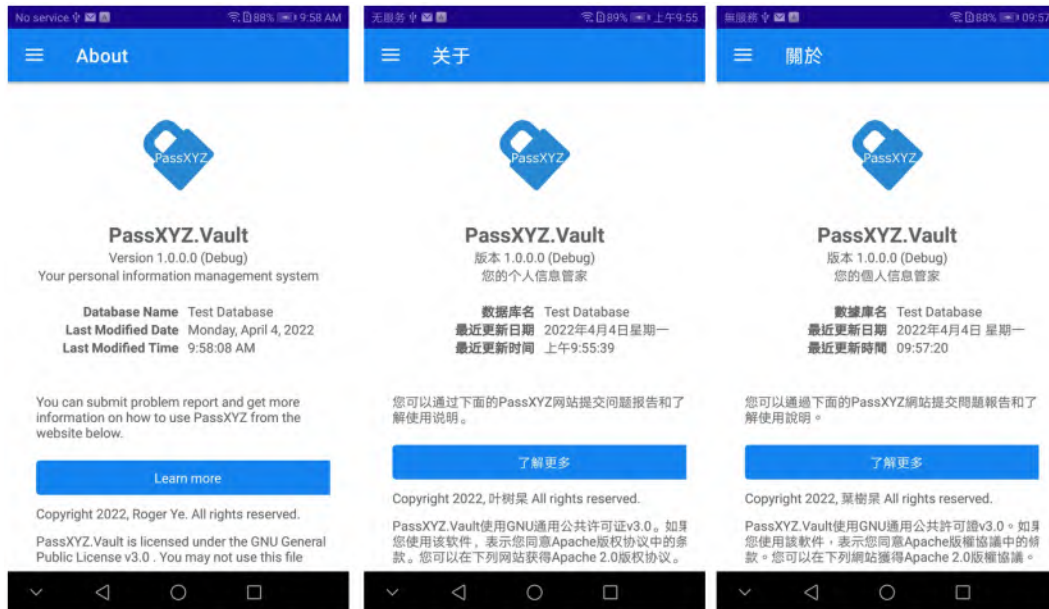 No service 88% 9:58 AM
About
PassXYZ
PassXYZ.Vault
Version 1.0.0.0 (Debug)
Your personal information management system
Database Name Test Database
Last Modified Date Monday, April 4, 2022
Last Modified Time 9:58:08 AM
You can submit problem report and get more
information on how to use PassXYZ from the
website below.
Learn more
Copyright 2022, Roger Ye. All rights reserved.
PassXYZ.Vault is licensed under the GNU General
Public License v3.0 . You may not use this file
无服务 89% 上午9:55
关于
PassXYZ
PassXYZ.Vault
版本 1.0.0.0 (Debug)
您的个人信息管家
数据库名 Test Database
最近更新日期 2022年4月4日星期一
最近更新时间 上午9:55:39
您可以通过下面的PassXYZ网站提交问题报告和了
解使用说明。
了解更多
Copyright 2022, 叶树杲 All rights reserved.
PassXYZ.Vault使用GNU通用公共许可证v3.0。如果
您使用该软件，表示您同意Apache版权协议中的条
款。您可以在下列网站获得Apache 2.0版权协议。
無服務 88% 09:57
關於
PassXYZ
PassXYZ.Vault
版本 1.0.0.0 (Debug)
您的個人信息管家
數據庫名 Test Database
最近更新日期 2022年4月4日 星期一
最近更新時間 09:57:20
您可以通過下面的PassXYZ網站提交問題報告和了
解使用說明。
了解更多
Copyright 2022, 葉樹杲 All rights reserved.
PassXYZ.Vault使用GNU通用公共許可證v3.0。如果
您使用該軟件，表示您同意Apache版權協議中的條
款。您可以在下列網站獲得Apache 2.0版權協議。